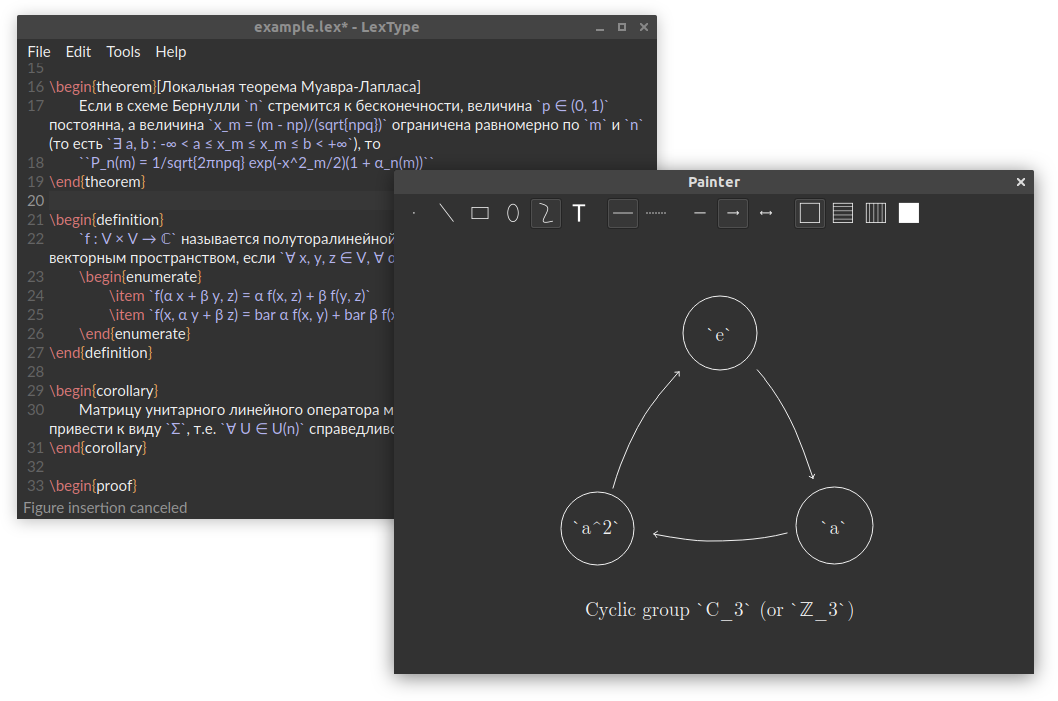 example.lex* - LexType
File Edit Tools Help
15
16 \begin{theorem}[Локальная теорема Муавра-Лапласа]
17 Если в схеме Бернулли `n` стремится к бесконечности, величина `p ∈ (0, 1)`
постоянна, а величина `x_m = (m - np)/(sqrt{npq})` ограничена равномерно по `m` и `n`
(то есть `∃ a, b : -∞ < a ≤ x_m ≤ x_m ≤ b < +∞`), то
18 ``P_n(m) = 1/sqrt{2πnpq} exp(-x^2_m/2)(1 + α_n(m))``
19 \end{theorem}
20
21 \begin{definition}
22 `f : V × V → ℂ` называется полуторалинейной
векторным пространством, если `∀ x, y, z ∈ V, ∀ α
23 \begin{enumerate}
24 \item `f(α x + β y, z) = α f(x, z) + β f(y, z)`
25 \item `f(x, α y + β z) = bar α f(x, y) + bar β f(x
26 \end{enumerate}
27 \end{definition}
28
29 \begin{corollary}
30 Матрицу унитарного линейного оператора м
привести к виду `Σ`, т.е. `∀ U ∈ U(n)` справедливо
31 \end{corollary}
32
33 \begin{proof}
Figure insertion canceled
Painter
T
`e`
`a^2`
`a`
Cyclic group `C_3` (or `ℤ_3`)